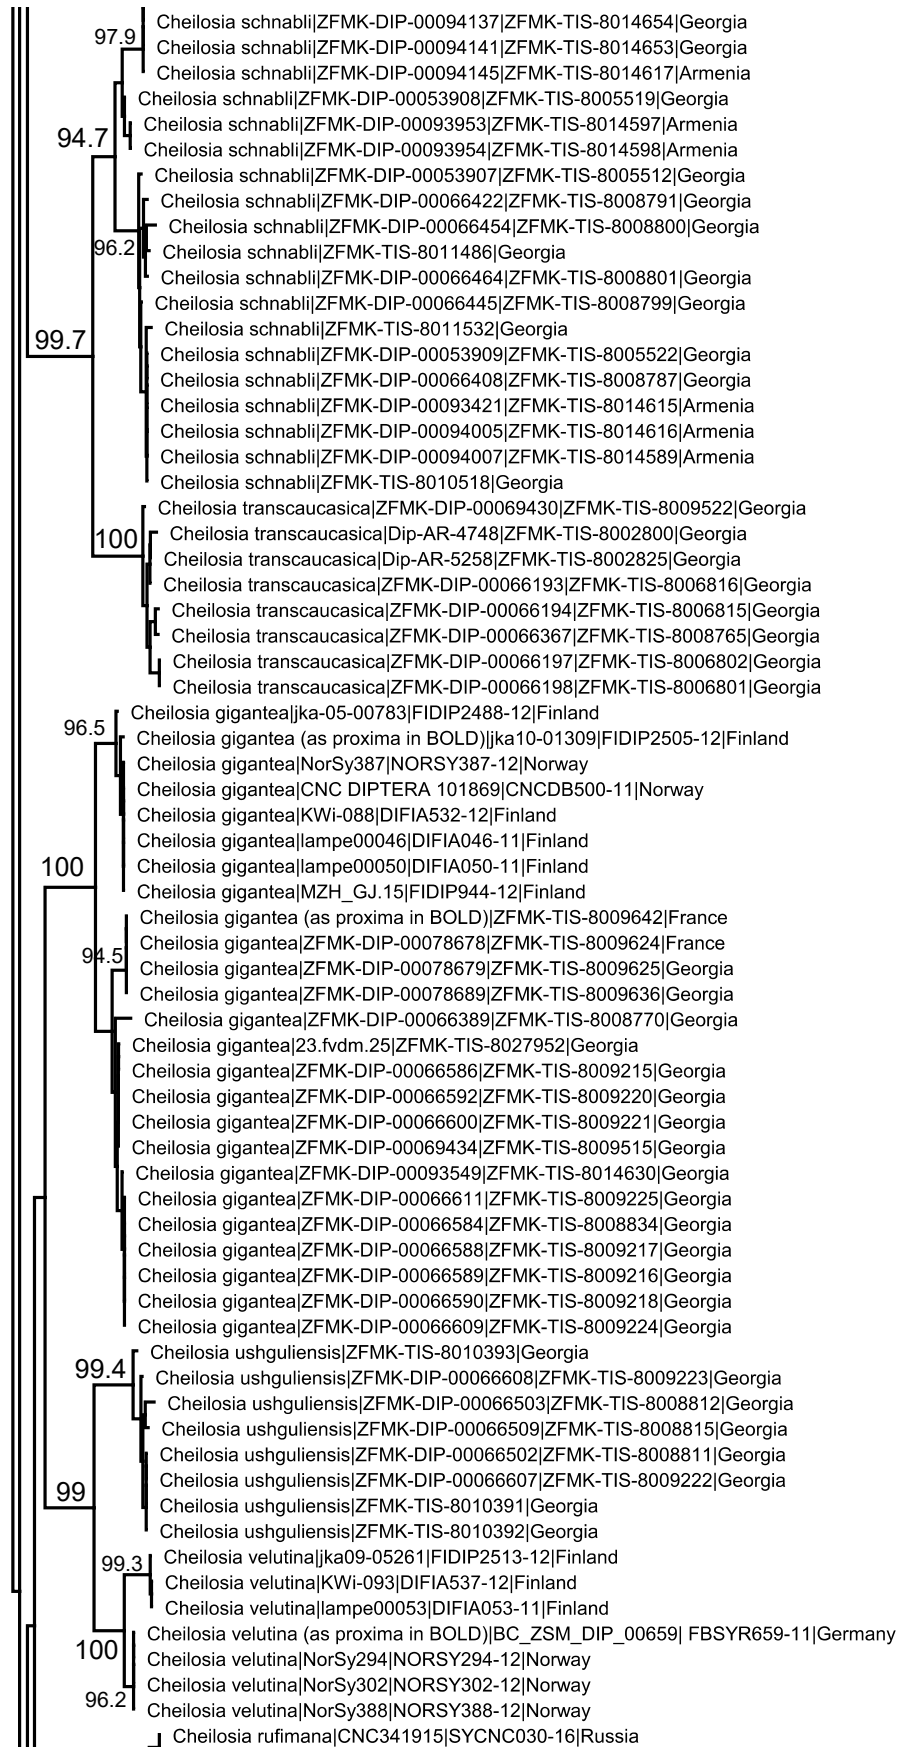 Cheilosia schnabli|ZFMK-DIP-00094137|ZFMK-TIS-8014654|Georgia
97.9
Cheilosia schnabli|ZFMK-DIP-00094141|ZFMK-TIS-8014653|Georgia
Cheilosia schnabli|ZFMK-DIP-00094145|ZFMK-TIS-8014617|Armenia
Cheilosia schnabli|ZFMK-DIP-00053908|ZFMK-TIS-8005519|Georgia
94.7
Cheilosia schnabli|ZFMK-DIP-00093953|ZFMK-TIS-8014597|Armenia
Cheilosia schnabli|ZFMK-DIP-00093954|ZFMK-TIS-8014598|Armenia
Cheilosia schnabli|ZFMK-DIP-00053907|ZFMK-TIS-8005512|Georgia
Cheilosia schnabli|ZFMK-DIP-00066422|ZFMK-TIS-8008791|Georgia
Cheilosia schnabli|ZFMK-DIP-00066454|ZFMK-TIS-8008800|Georgia
96.2
Cheilosia schnabli|ZFMK-TIS-8011486|Georgia
Cheilosia schnabli|ZFMK-DIP-00066464|ZFMK-TIS-8008801|Georgia
Cheilosia schnabli|ZFMK-DIP-00066445|ZFMK-TIS-8008799|Georgia
Cheilosia schnabli|ZFMK-TIS-8011532|Georgia
99.7
Cheilosia schnabli|ZFMK-DIP-00053909|ZFMK-TIS-8005522|Georgia
Cheilosia schnabli|ZFMK-DIP-00066408|ZFMK-TIS-8008787|Georgia
Cheilosia schnabli|ZFMK-DIP-00093421|ZFMK-TIS-8014615|Armenia
Cheilosia schnabli|ZFMK-DIP-00094005|ZFMK-TIS-8014616|Armenia
Cheilosia schnabli|ZFMK-DIP-00094007|ZFMK-TIS-8014589|Armenia
Cheilosia schnabli|ZFMK-TIS-8010518|Georgia
Cheilosia transcaucasica|ZFMK-DIP-00069430|ZFMK-TIS-8009522|Georgia
100
Cheilosia transcaucasica|Dip-AR-4748|ZFMK-TIS-8002800|Georgia
Cheilosia transcaucasica|Dip-AR-5258|ZFMK-TIS-8002825|Georgia
Cheilosia transcaucasica|ZFMK-DIP-00066193|ZFMK-TIS-8006816|Georgia
Cheilosia transcaucasica|ZFMK-DIP-00066194|ZFMK-TIS-8006815|Georgia
Cheilosia transcaucasica|ZFMK-DIP-00066367|ZFMK-TIS-8008765|Georgia
Cheilosia transcaucasica|ZFMK-DIP-00066197|ZFMK-TIS-8006802|Georgia
Cheilosia transcaucasica|ZFMK-DIP-00066198|ZFMK-TIS-8006801|Georgia
Cheilosia gigantea|jka-05-00783|FIDIP2488-12|Finland
96.5
Cheilosia gigantea (as proxima in BOLD)|jka10-01309|FIDIP2505-12|Finland
Cheilosia gigantea|NorSy387|NORSY387-12|Norway
Cheilosia gigantea|CNC DIPTERA 101869|CNCDB500-11|Norway
Cheilosia gigantea|KWi-088|DIFIA532-12|Finland
Cheilosia gigantea|lampe00046|DIFIA046-11|Finland
100
Cheilosia gigantea|lampe00050|DIFIA050-11|Finland
Cheilosia gigantea|MZH_GJ.15|FIDIP944-12|Finland
Cheilosia gigantea (as proxima in BOLD)|ZFMK-TIS-8009642|France
Cheilosia gigantea|ZFMK-DIP-00078678|ZFMK-TIS-8009624|France
94.5
Cheilosia gigantea|ZFMK-DIP-00078679|ZFMK-TIS-8009625|Georgia
Cheilosia gigantea|ZFMK-DIP-00078689|ZFMK-TIS-8009636|Georgia
Cheilosia gigantea|ZFMK-DIP-00066389|ZFMK-TIS-8008770|Georgia
Cheilosia gigantea|23.fvdm.25|ZFMK-TIS-8027952|Georgia
Cheilosia gigantea|ZFMK-DIP-00066586|ZFMK-TIS-8009215|Georgia
Cheilosia gigantea|ZFMK-DIP-00066592|ZFMK-TIS-8009220|Georgia
Cheilosia gigantea|ZFMK-DIP-00066600|ZFMK-TIS-8009221|Georgia
Cheilosia gigantea|ZFMK-DIP-00069434|ZFMK-TIS-8009515|Georgia
Cheilosia gigantea|ZFMK-DIP-00093549|ZFMK-TIS-8014630|Georgia
Cheilosia gigantea|ZFMK-DIP-00066611|ZFMK-TIS-8009225|Georgia
Cheilosia gigantea|ZFMK-DIP-00066584|ZFMK-TIS-8008834|Georgia
Cheilosia gigantea|ZFMK-DIP-00066588|ZFMK-TIS-8009217|Georgia
Cheilosia gigantea|ZFMK-DIP-00066589|ZFMK-TIS-8009216|Georgia
Cheilosia gigantea|ZFMK-DIP-00066590|ZFMK-TIS-8009218|Georgia
Cheilosia gigantea|ZFMK-DIP-00066609|ZFMK-TIS-8009224|Georgia
Cheilosia ushguliensis|ZFMK-TIS-8010393|Georgia
99.4
Cheilosia ushguliensis|ZFMK-DIP-00066608|ZFMK-TIS-8009223|Georgia
Cheilosia ushguliensis|ZFMK-DIP-00066503|ZFMK-TIS-8008812|Georgia
Cheilosia ushguliensis|ZFMK-DIP-00066509|ZFMK-TIS-8008815|Georgia
Cheilosia ushguliensis|ZFMK-DIP-00066502|ZFMK-TIS-8008811|Georgia
Cheilosia ushguliensis|ZFMK-DIP-00066607|ZFMK-TIS-8009222|Georgia
99
Cheilosia ushguliensis|ZFMK-TIS-8010391|Georgia
Cheilosia ushguliensis|ZFMK-TIS-8010392|Georgia
Cheilosia velutina|jka09-05261|FIDIP2513-12|Finland
99.3
Cheilosia velutina|KWi-093|DIFIA537-12|Finland
Cheilosia velutina|lampe00053|DIFIA053-11|Finland
Cheilosia velutina (as proxima in BOLD)|BC_ZSM_DIP_00659| FBSYR659-11|Germany
100
Cheilosia velutina|NorSy294|NORSY294-12|Norway
Cheilosia velutina|NorSy302|NORSY302-12|Norway
96.2
Cheilosia velutina|NorSy388|NORSY388-12|Norway
Cheilosia rufimana|CNC341915|SYCNC030-16|Russia